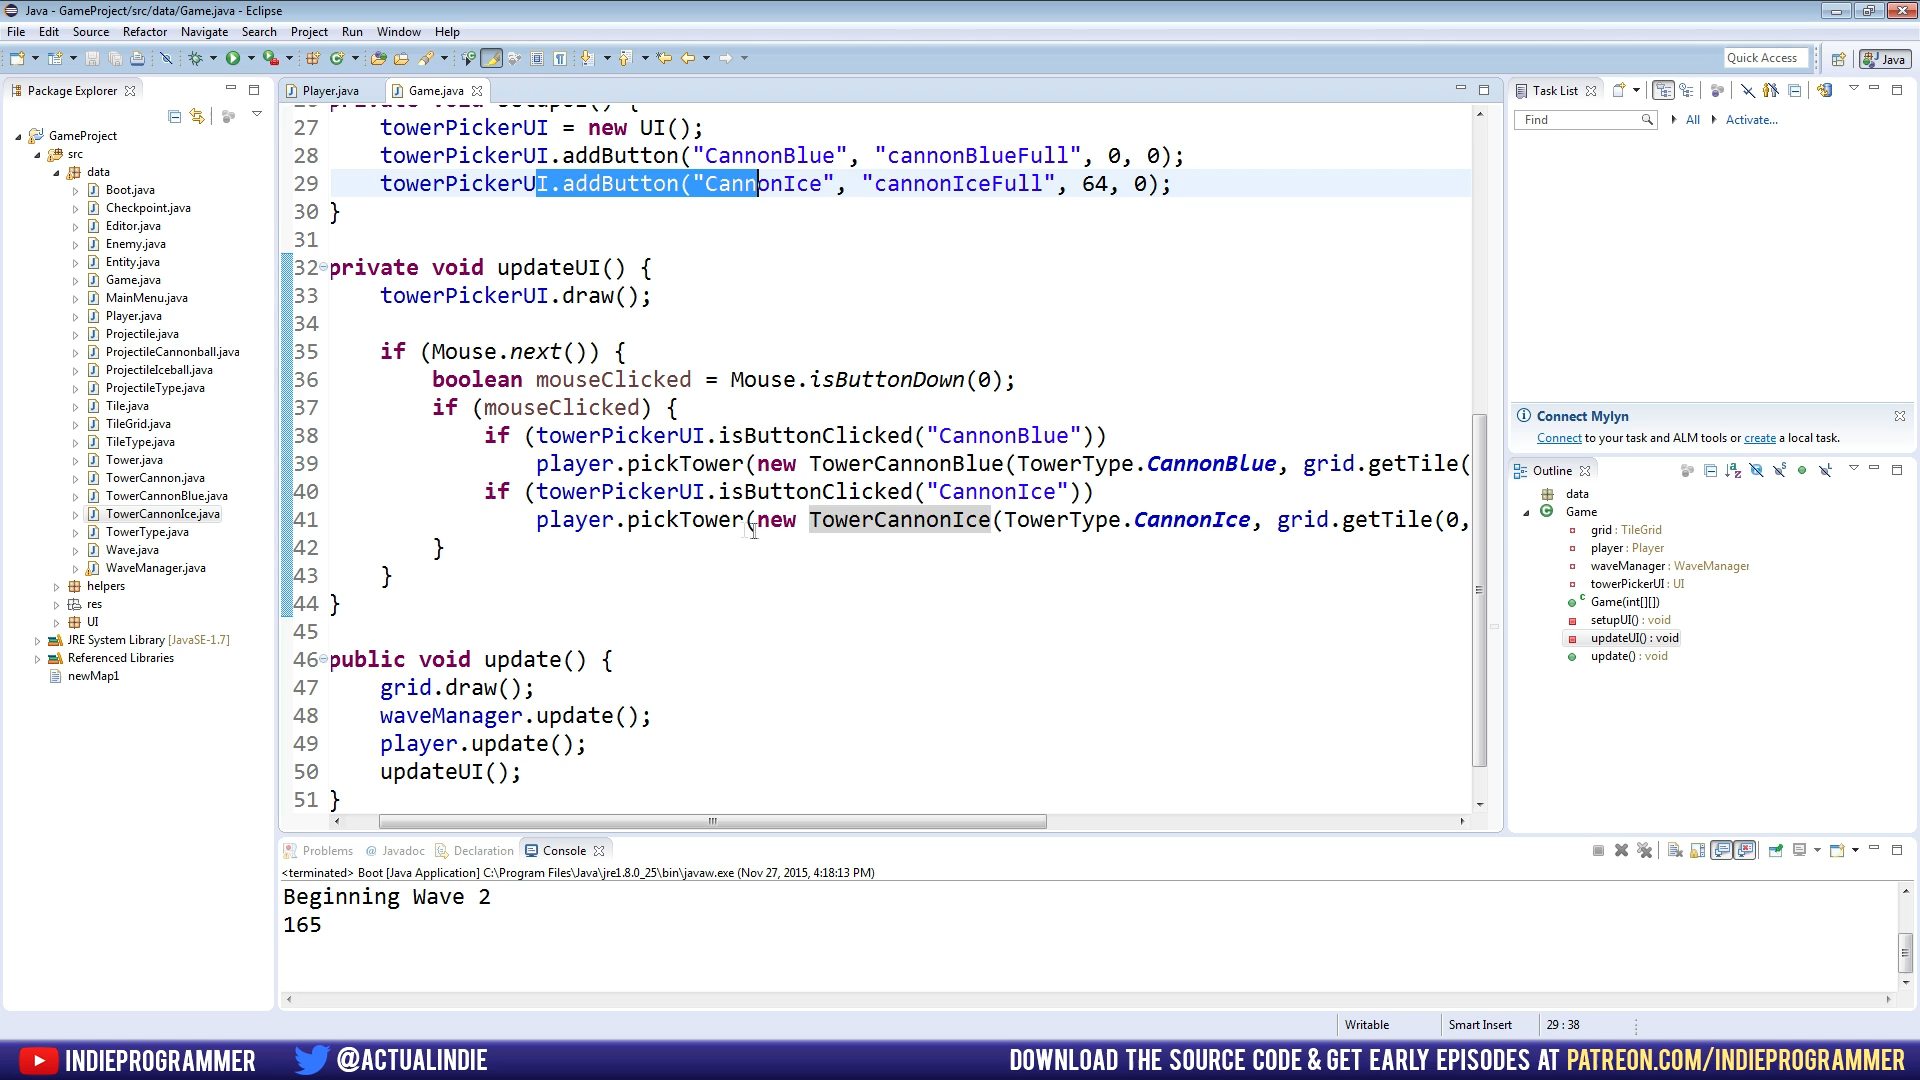 Java - GameProject/src/data/Game.java - Eclipse
File Edit Source Refactor Navigate Search Project Run Window Help
Quick Access Java
Package Explorer
GameProject
src
data
Boot.java
Checkpoint.java
Editor.java
Enemy.java
Entity.java
Game.java
MainMenu.java
Player.java
Projectile.java
ProjectileCannonball.java
ProjectileIceball.java
ProjectileType.java
Tile.java
TileGrid.java
TileType.java
Tower.java
TowerCannon.java
TowerCannonBlue.java
TowerCannonIce.java
TowerType.java
Wave.java
WaveManager.java
helpers
res
UI
JRE System Library [JavaSE-1.7]
Referenced Libraries
newMap1
Player.java Game.java
27 towerPickerUI = new UI();
28 towerPickerUI.addButton("CannonBlue", "cannonBlueFull", 0, 0);
29 towerPickerUI.addButton("CannonIce", "cannonIceFull", 64, 0);
30 }
31
32 private void updateUI() {
33 towerPickerUI.draw();
34
35 if (Mouse.next()) {
36 boolean mouseClicked = Mouse.isButtonDown(0);
37 if (mouseClicked) {
38 if (towerPickerUI.isButtonClicked("CannonBlue"))
39 player.pickTower(new TowerCannonBlue(TowerType.CannonBlue, grid.getTile(
40 if (towerPickerUI.isButtonClicked("CannonIce"))
41 player.pickTower(new TowerCannonIce(TowerType.CannonIce, grid.getTile(0,
42 }
43 }
44 }
45
46 public void update() {
47 grid.draw();
48 waveManager.update();
49 player.update();
50 updateUI();
51 }
Task List
Find All Activate...
Connect Mylyn
Connect to your task and ALM tools or create a local task.
Outline
data
Game
grid : TileGrid
player : Player
waveManager : WaveManager
towerPickerUI : UI
Game(int[][])
setupUI() : void
updateUI() : void
update() : void
Problems Javadoc Declaration Console
<terminated> Boot [Java Application] C:\Program Files\Java\jre1.8.0_25\bin\javaw.exe (Nov 27, 2015, 4:18:13 PM)
Beginning Wave 2
165
Writable Smart Insert 29 : 38
INDIEPROGRAMMER @ACTUALINDIE DOWNLOAD THE SOURCE CODE & GET EARLY EPISODES AT PATREON.COM/INDIEPROGRAMMER